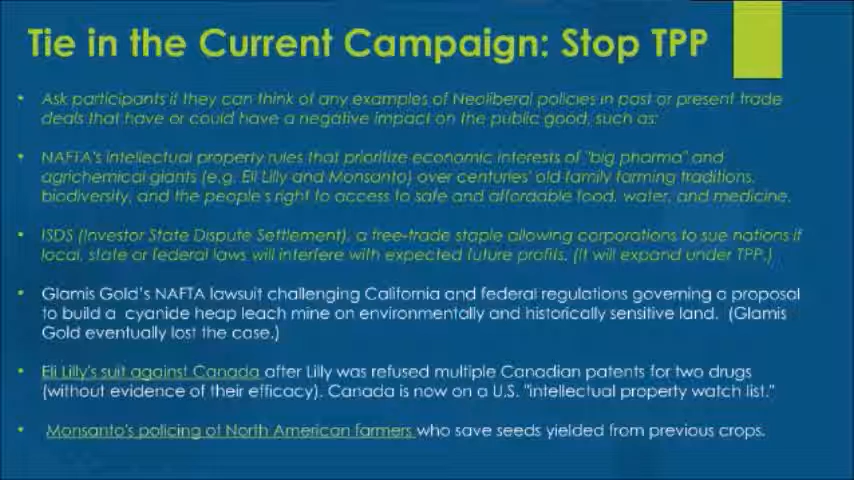 Tie in the Current Campaign: Stop TPP
• Ask participants if they can think of any examples of Neoliberal policies in past or present trade
deals that have or could have a negative impact on the public good, such as:
• NAFTA's intellectual property rules that prioritize economic interests of "big pharma" and
agrichemical giants (e.g. Eli Lilly and Monsanto) over centuries' old family farming traditions,
biodiversity, and the people's right to access to safe and affordable food, water, and medicine.
• ISDS (Investor State Dispute Settlement), a free-trade staple allowing corporations to sue nations if
local, state or federal laws will interfere with expected future profits. (It will expand under TPP.)
• Glamis Gold's NAFTA lawsuit challenging California and federal regulations governing a proposal
to build a cyanide heap leach mine on environmentally and historically sensitive land. (Glamis
Gold eventually lost the case.)
• Eli Lilly's suit against Canada after Lilly was refused multiple Canadian patents for two drugs
(without evidence of their efficacy). Canada is now on a U.S. "intellectual property watch list."
• Monsanto's policing of North American farmers who save seeds yielded from previous crops.